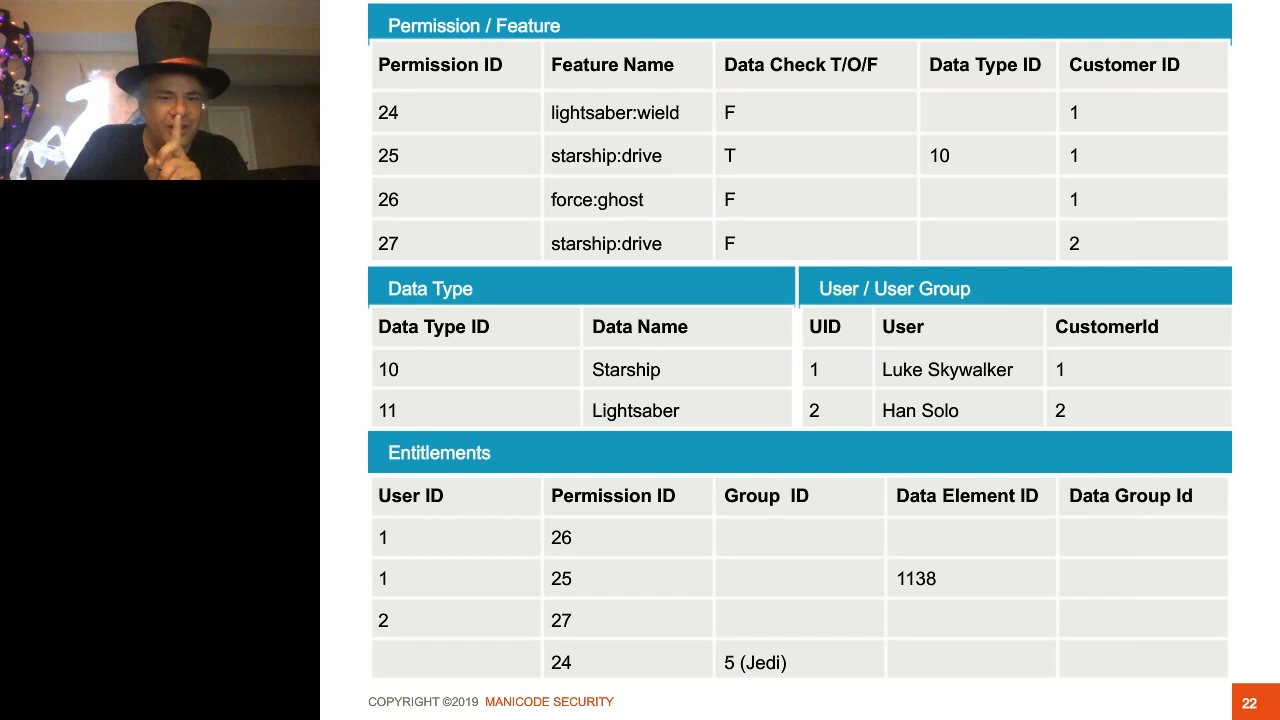 Permission / Feature
Permission ID Feature Name Data Check T/O/F Data Type ID Customer ID
24 lightsaber:wield F 1
25 starship:drive T 10 1
26 force:ghost F 1
27 starship:drive F 2
Data Type User / User Group
Data Type ID Data Name UID User CustomerId
10 Starship 1 Luke Skywalker 1
11 Lightsaber 2 Han Solo 2
Entitlements
User ID Permission ID Group ID Data Element ID Data Group Id
1 26
1 25 1138
2 27
24 5 (Jedi)
COPYRIGHT ©2019 MANICODE SECURITY 22